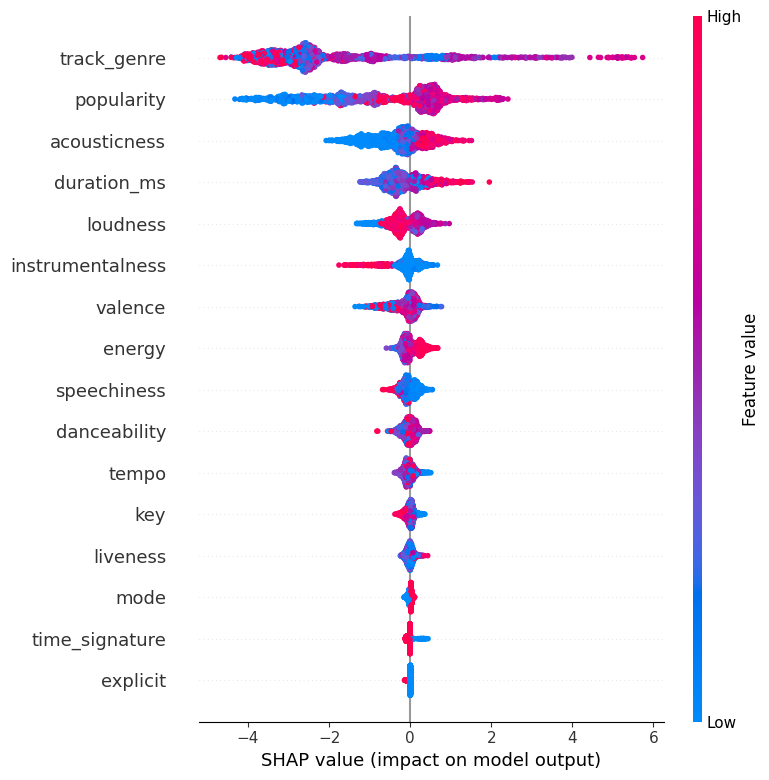 High
track_genre
popularity
acousticness
duration_ms
loudness
instrumentalness
valence
energy
speechiness
danceability
tempo
key
liveness
mode
time_signature
explicit
Feature value
Low
−4 −2 0 2 4 6
SHAP value (impact on model output)